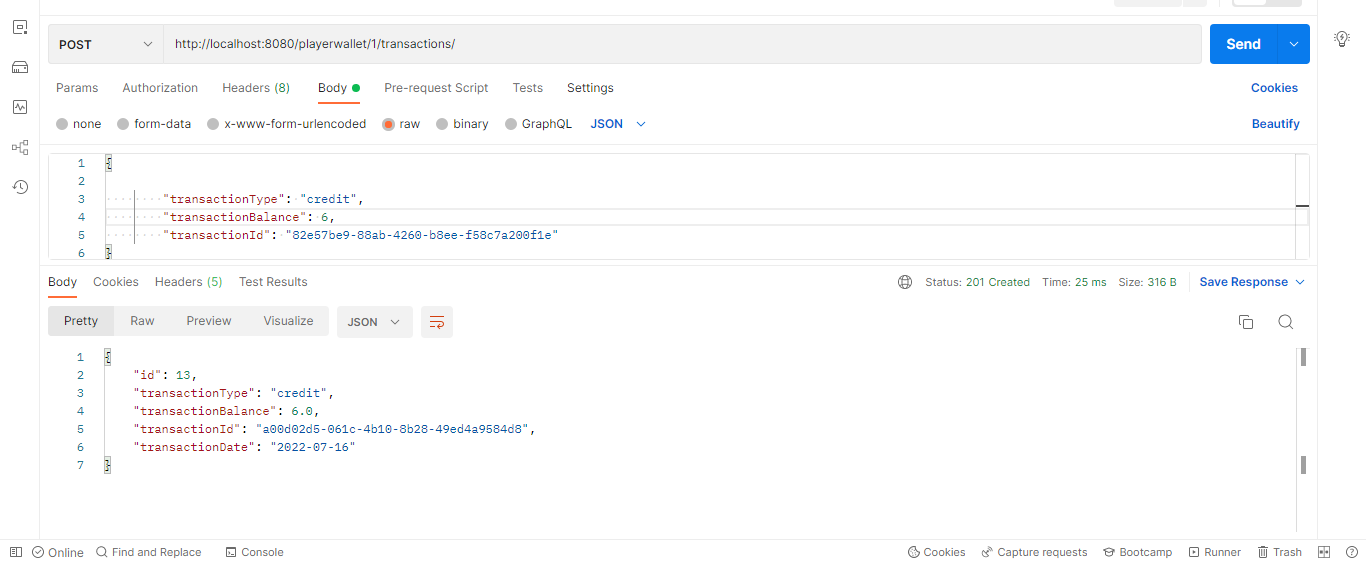 POST http://localhost:8080/playerwallet/1/transactions/ Send
Params Authorization Headers (8) Body Pre-request Script Tests Settings Cookies
none form-data x-www-form-urlencoded raw binary GraphQL JSON Beautify
1 {
2
3 "transactionType": "credit",
4 "transactionBalance": 6,
5 "transactionId": "82e57be9-88ab-4260-b8ee-f58c7a200f1e"
6 }
Body Cookies Headers (5) Test Results Status: 201 Created Time: 25 ms Size: 316 B Save Response
Pretty Raw Preview Visualize JSON
1 {
2 "id": 13,
3 "transactionType": "credit",
4 "transactionBalance": 6.0,
5 "transactionId": "a00d02d5-061c-4b10-8b28-49ed4a9584d8",
6 "transactionDate": "2022-07-16"
7 }
Online Find and Replace Console Cookies Capture requests Bootcamp Runner Trash